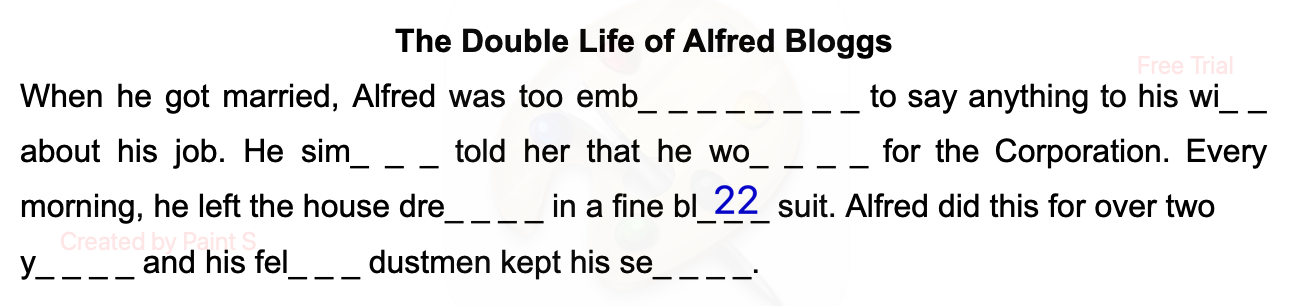 The Double Life of Alfred Bloggs
Free Trial
When he got married, Alfred was too emb_ _ _ _ _ _ _ _ to say anything to his wi_ _
about his job. He sim_ _ _ told her that he wo_ _ _ _ for the Corporation. Every
morning, he left the house dre_ _ _ _ in a fine bl_ 22 _ suit. Alfred did this for over two
Created by Paint S
y_ _ _ _ and his fel_ _ _ dustmen kept his se_ _ _ _.